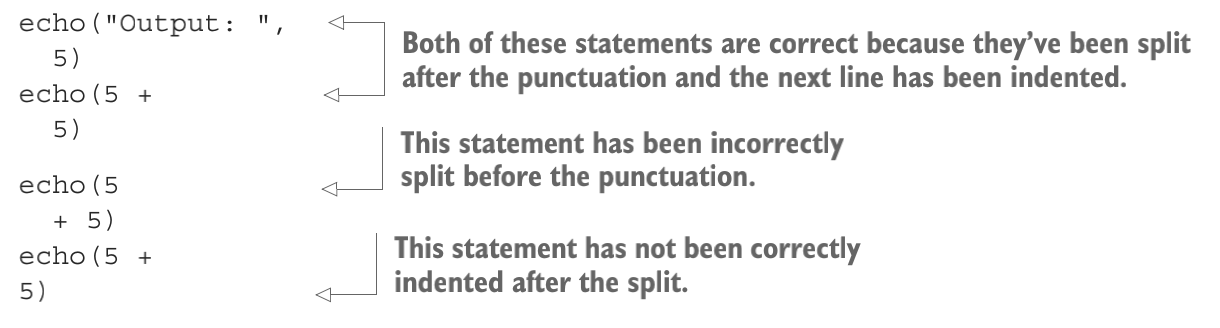 echo("Output: ",
  5)
echo(5 +
  5)
Both of these statements are correct because they’ve been split
after the punctuation and the next line has been indented.
echo(5
  + 5)
This statement has been incorrectly
split before the punctuation.
echo(5 +
5)
This statement has not been correctly
indented after the split.